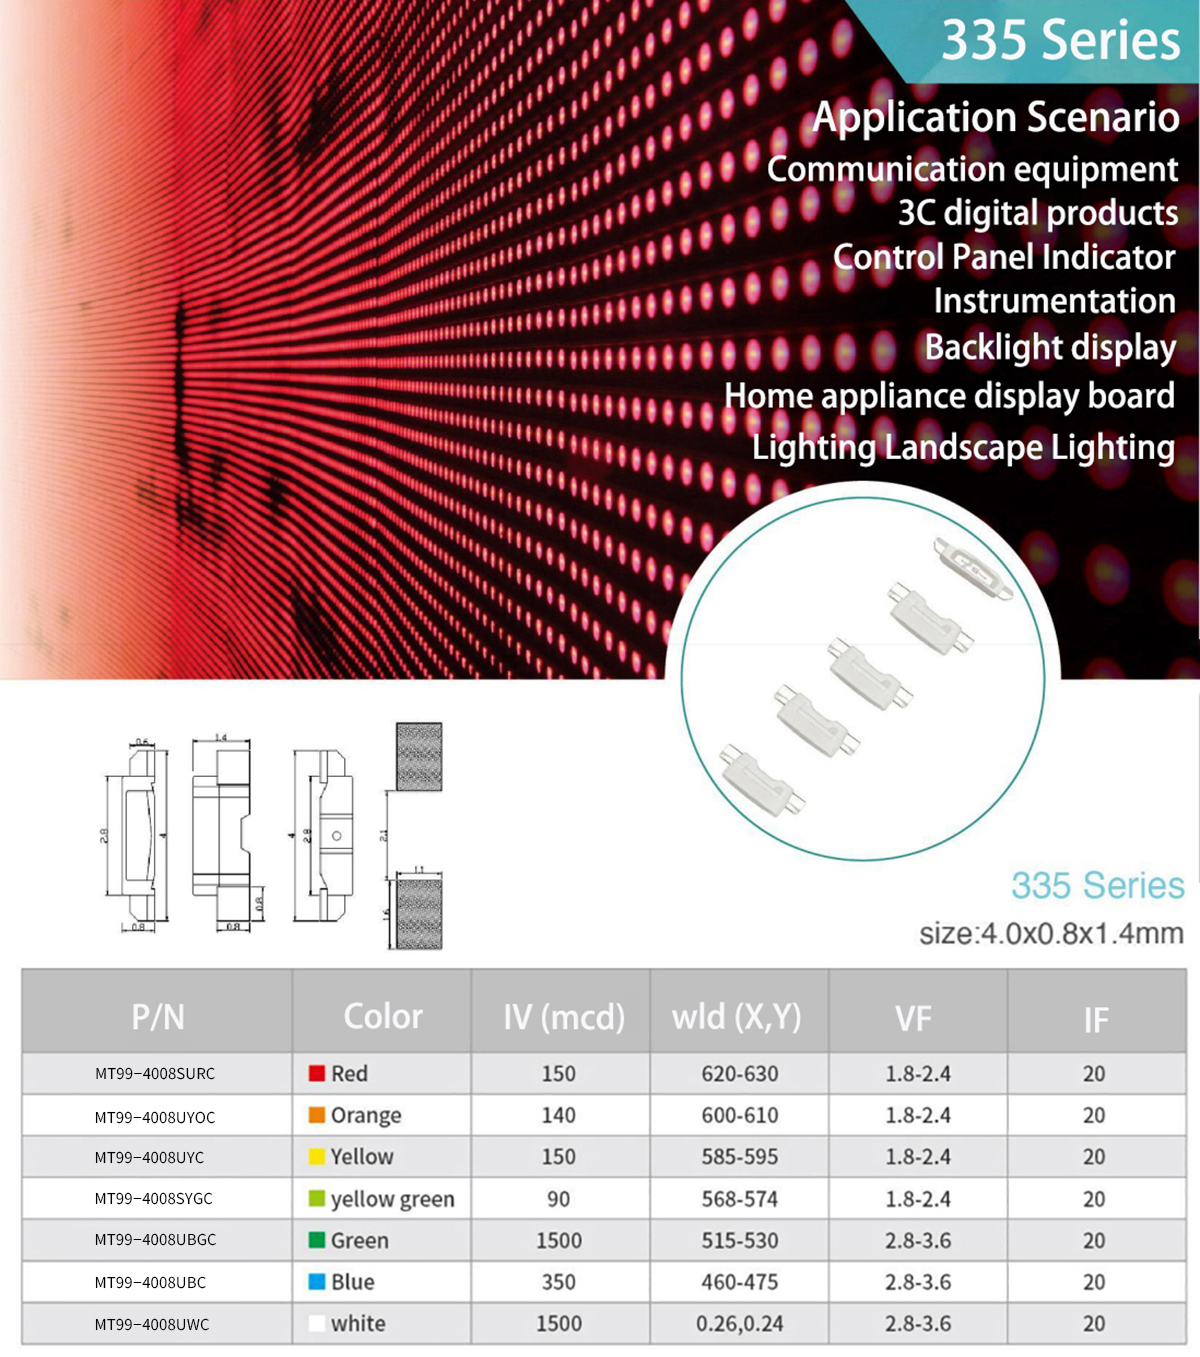 335 Series
Application Scenario
Communication equipment
3C digital products
Control Panel Indicator
Instrumentation
Backlight display
Home appliance display board
Lighting Landscape Lighting
0.6
2.8
4
0.8
1.4
0.8
0.8
4
2.8
2.1
1.1
1.6
335 Series
size:4.0x0.8x1.4mm
P/N Color IV (mcd) wld (X,Y) VF IF
MT99-4008SURC Red 150 620-630 1.8-2.4 20
MT99-4008UYOC Orange 140 600-610 1.8-2.4 20
MT99-4008UYC Yellow 150 585-595 1.8-2.4 20
MT99-4008SYGC yellow green 90 568-574 1.8-2.4 20
MT99-4008UBGC Green 1500 515-530 2.8-3.6 20
MT99-4008UBC Blue 350 460-475 2.8-3.6 20
MT99-4008UWC white 1500 0.26,0.24 2.8-3.6 20